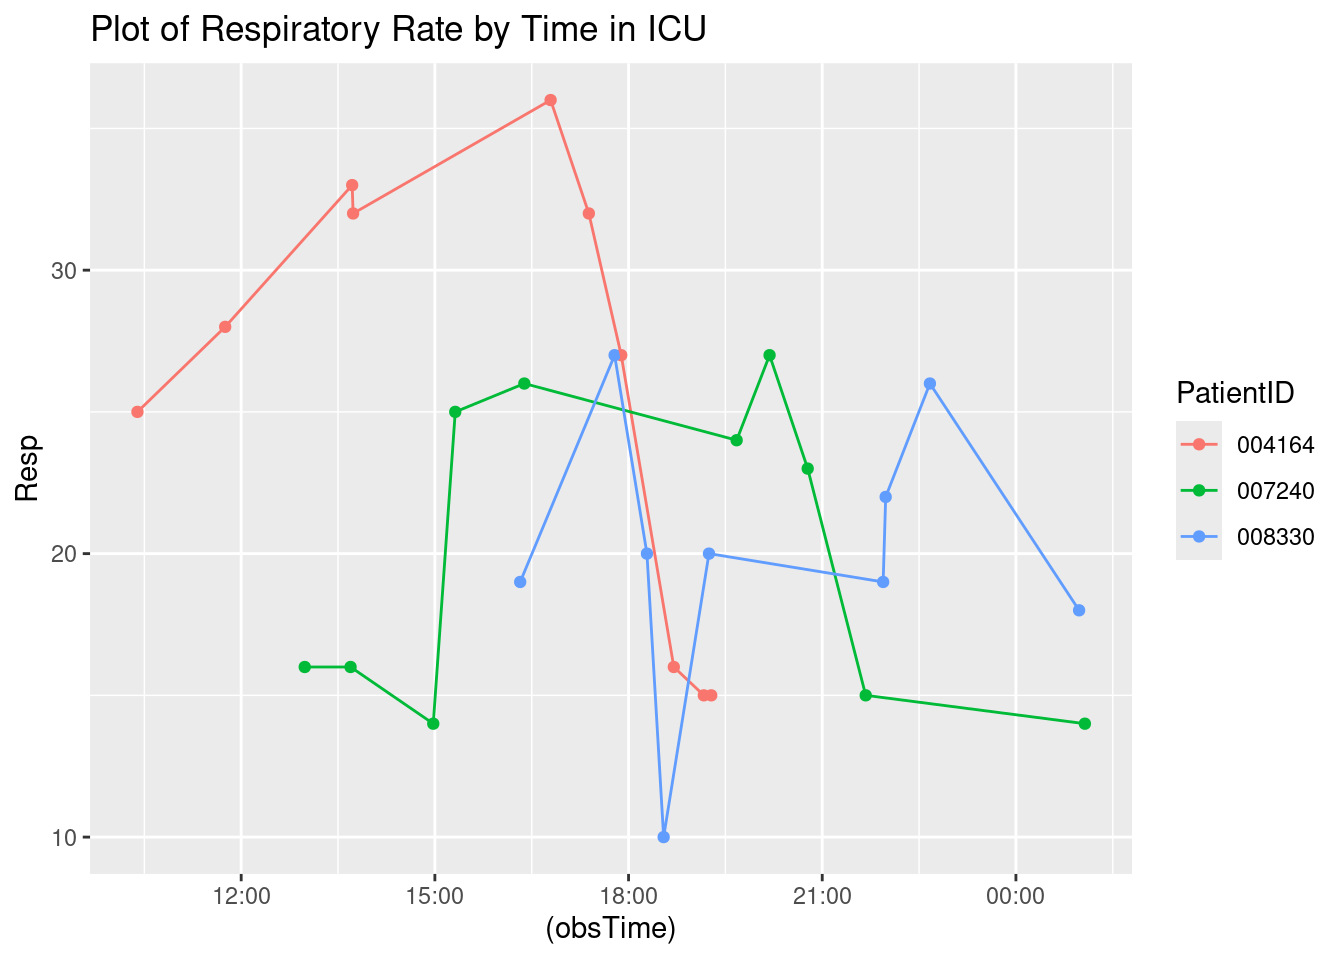 Plot of Respiratory Rate by Time in ICU
30
20
10
Resp
12:00 15:00 18:00 21:00 00:00
(obsTime)
PatientID
004164
007240
008330